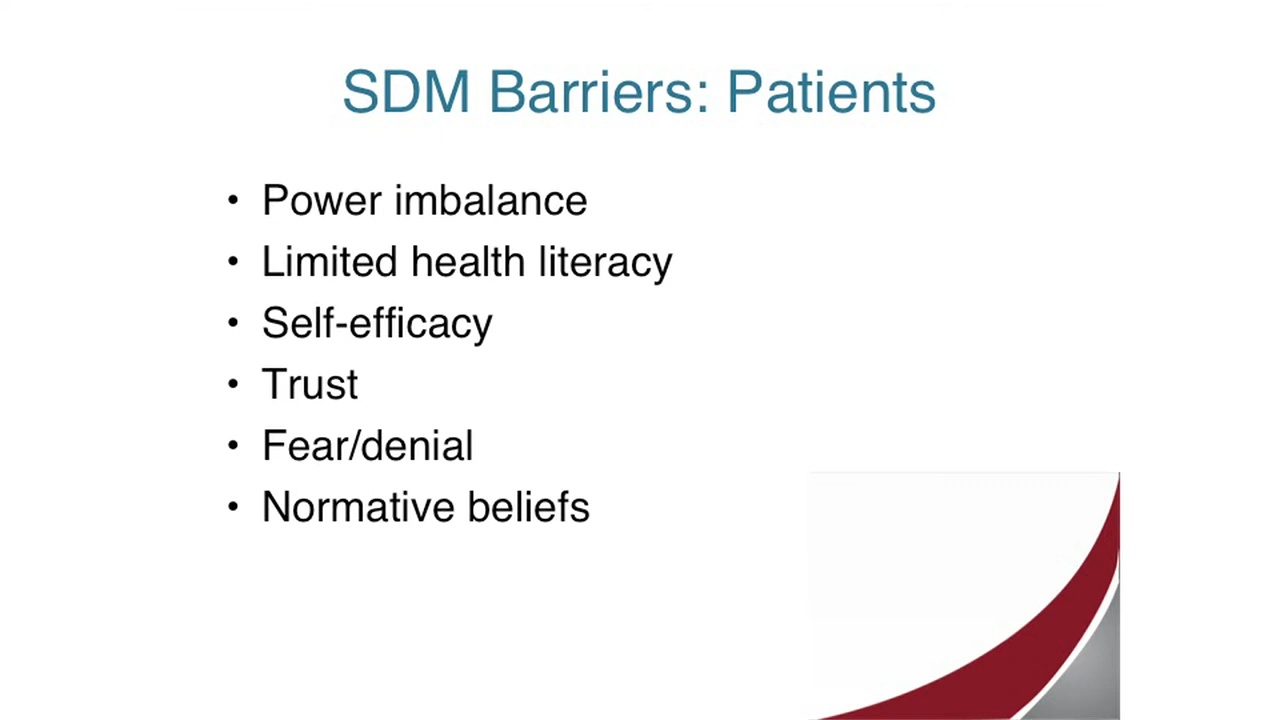 SDM Barriers: Patients
• Power imbalance
• Limited health literacy
• Self-efficacy
• Trust
• Fear/denial
• Normative beliefs